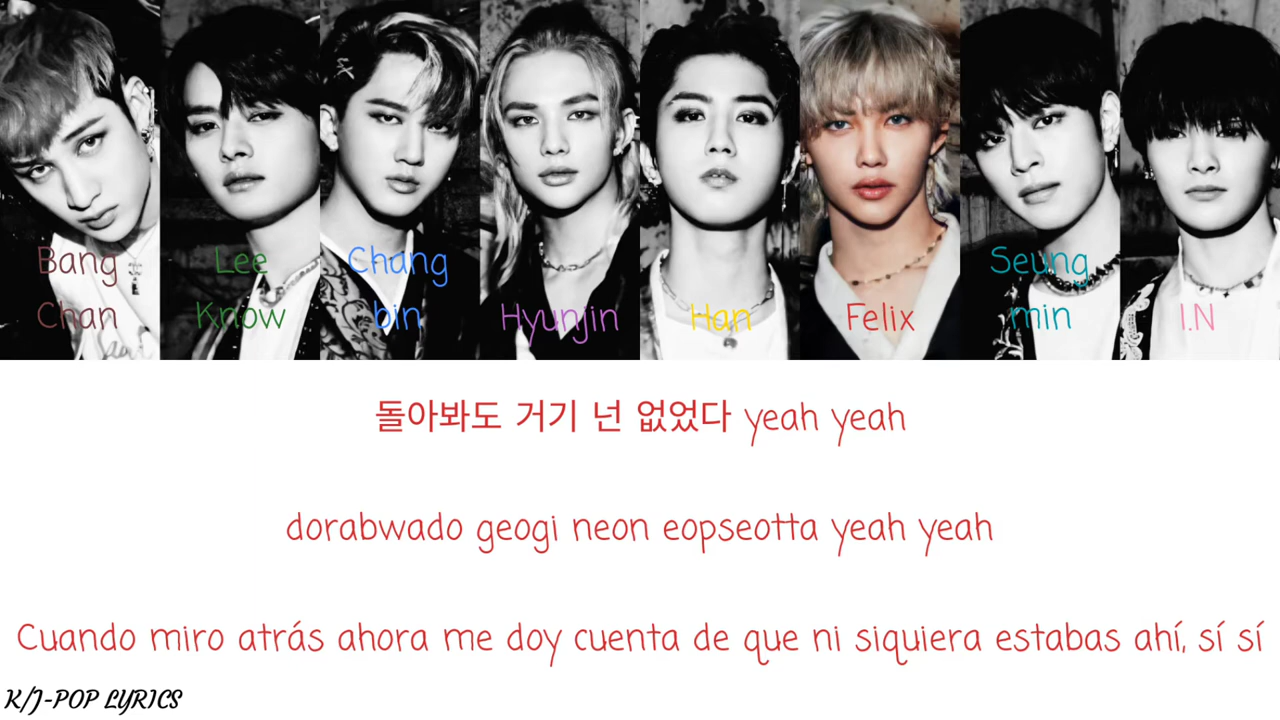 Bang
Chan
Lee
Know
Chang
bin
Hyunjin
Han
Felix
Seung
min
I.N
돌아봐도 거기 넌 없었다 yeah yeah
dorabwado geogi neon eopseotta yeah yeah
Cuando miro atrás ahora me doy cuenta de que ni siquiera estabas ahí, sí sí
K/J-POP LYRICS